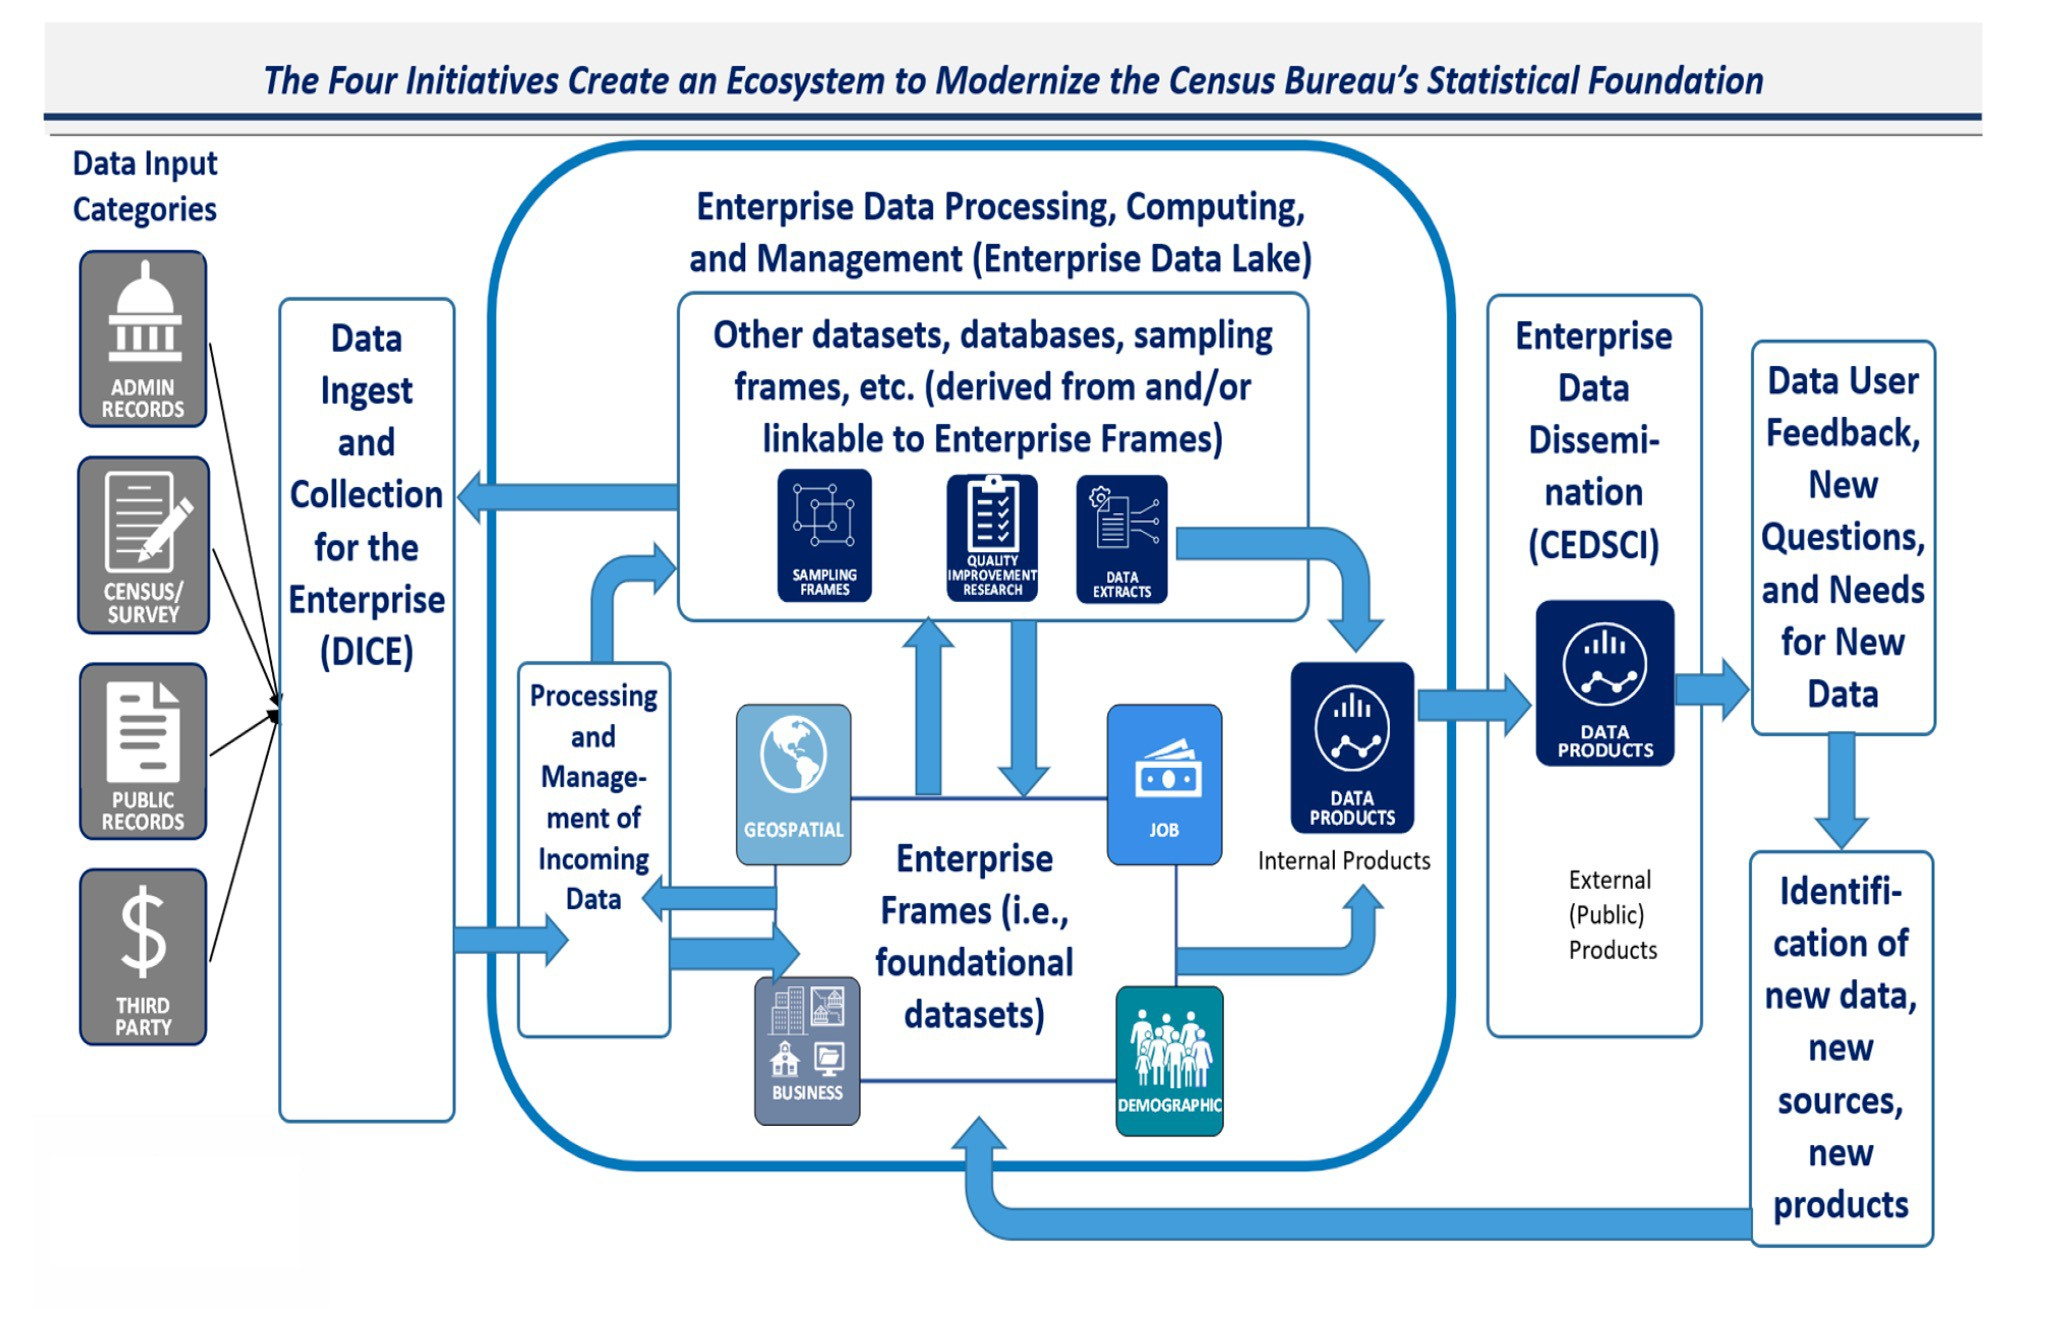 The Four Initiatives Create an Ecosystem to Modernize the Census Bureau's Statistical Foundation
Data Input
Categories
ADMIN
RECORDS
CENSUS/
SURVEY
PUBLIC
RECORDS
THIRD
PARTY
Data
Ingest
and
Collection
for the
Enterprise
(DICE)
Enterprise Data Processing, Computing,
and Management (Enterprise Data Lake)
Other datasets, databases, sampling
frames, etc. (derived from and/or
linkable to Enterprise Frames)
SAMPLING
FRAMES
QUALITY
IMPROVEMENT
RESEARCH
DATA
EXTRACTS
Processing
and
Manage-
ment of
Incoming
Data
GEOSPATIAL
JOB
Enterprise
Frames (i.e.,
foundational
datasets)
BUSINESS
DEMOGRAPHIC
DATA
PRODUCTS
Internal Products
Enterprise
Data
Dissemi-
nation
(CEDSCI)
DATA
PRODUCTS
External
(Public)
Products
Data User
Feedback,
New
Questions,
and Needs
for New
Data
Identifi-
cation of
new data,
new
sources,
new
products